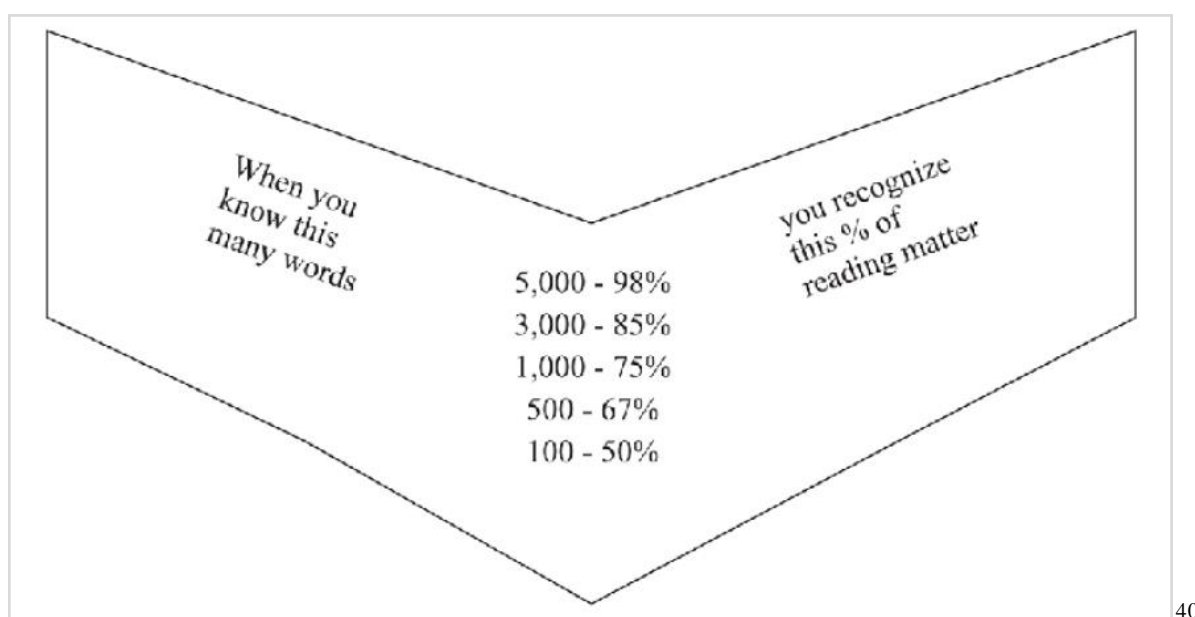 When you
know this
many words
you recognize
this % of
reading matter
5,000 - 98%
3,000 - 85%
1,000 - 75%
500 - 67%
100 - 50%
40